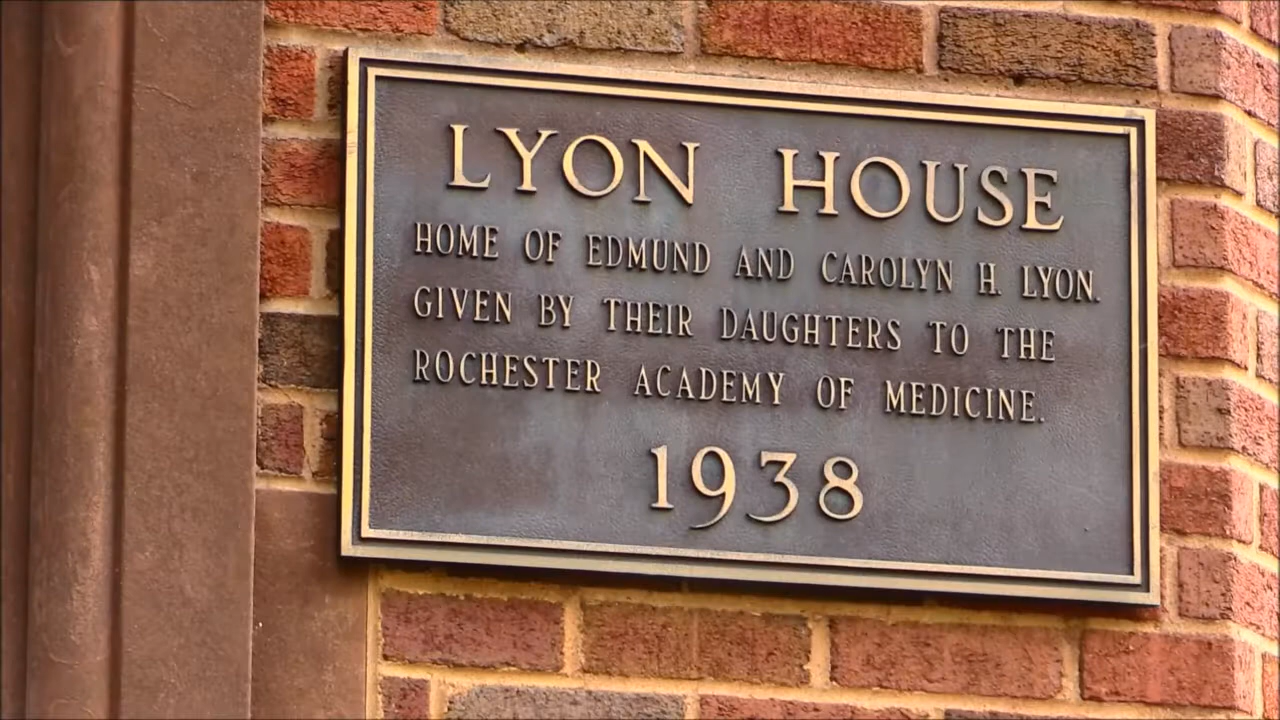 LYON HOUSE
HOME OF EDMUND AND CAROLYN H. LYON.
GIVEN BY THEIR DAUGHTERS TO THE
ROCHESTER ACADEMY OF MEDICINE.
1938